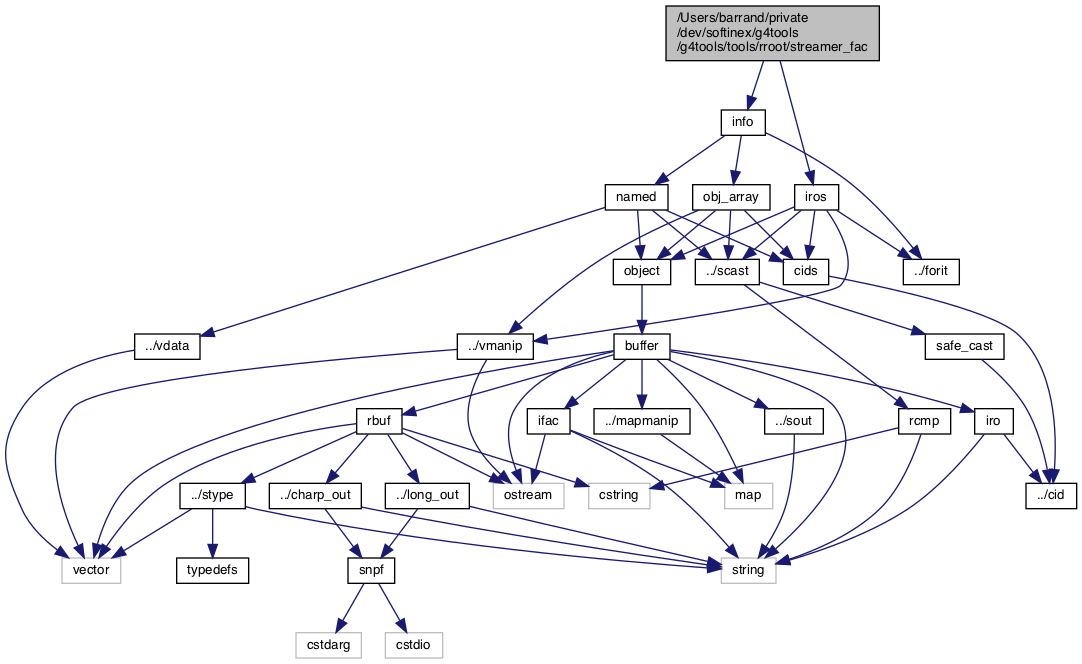 /Users/barrand/private
/dev/softinex/g4tools
/g4tools/tools/rroot/streamer_fac
info
named
obj_array
iros
object
../scast
cids
../forit
../vdata
../vmanip
buffer
safe_cast
rbuf
ifac
../mapmanip
../sout
rcmp
iro
../stype
../charp_out
../long_out
ostream
cstring
map
../cid
vector
typedefs
snpf
string
cstdarg
cstdio